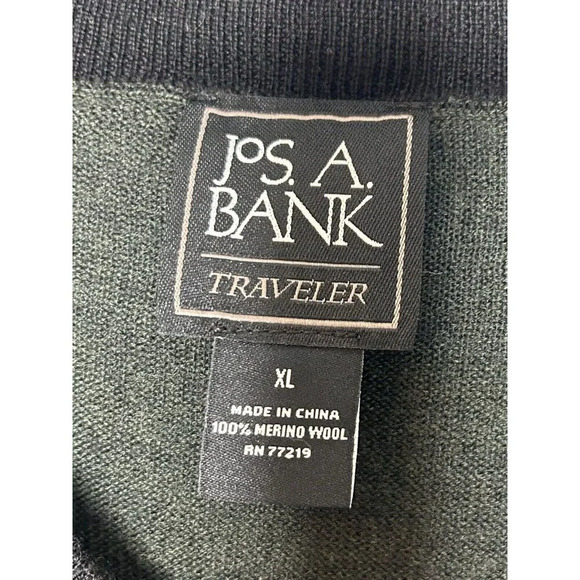 JOS. A.
BANK
TRAVELER
XL
MADE IN CHINA
100% MERINO WOOL
RN 77219